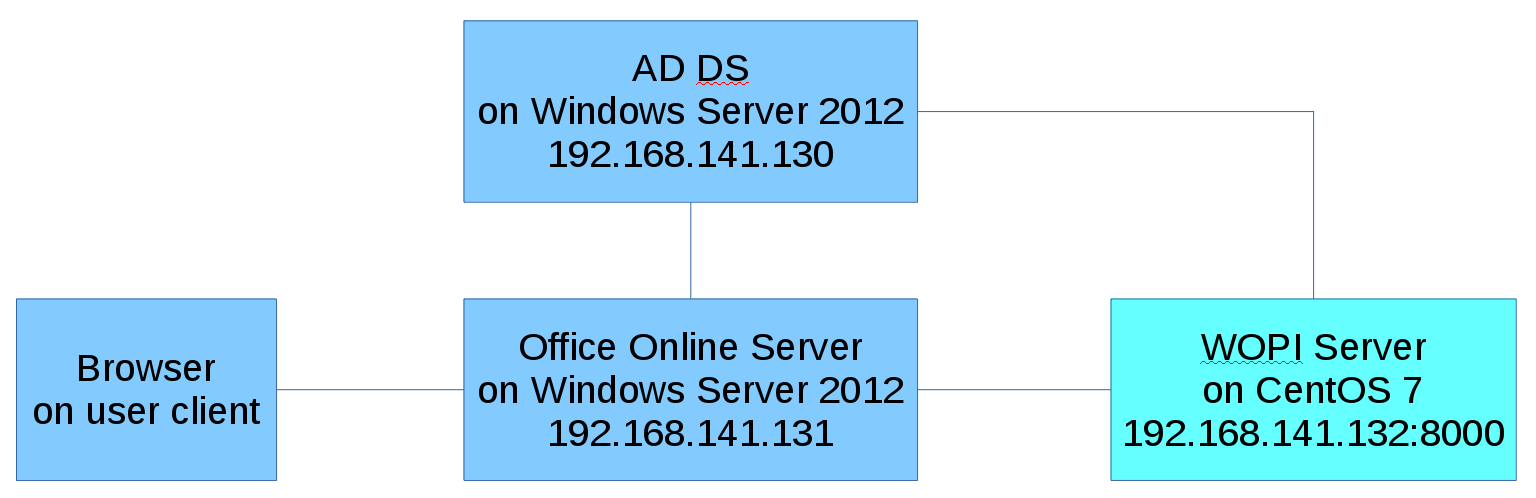 AD DS
on Windows Server 2012
192.168.141.130
Browser
on user client
Office Online Server
on Windows Server 2012
192.168.141.131
WOPI Server
on CentOS 7
192.168.141.132:8000